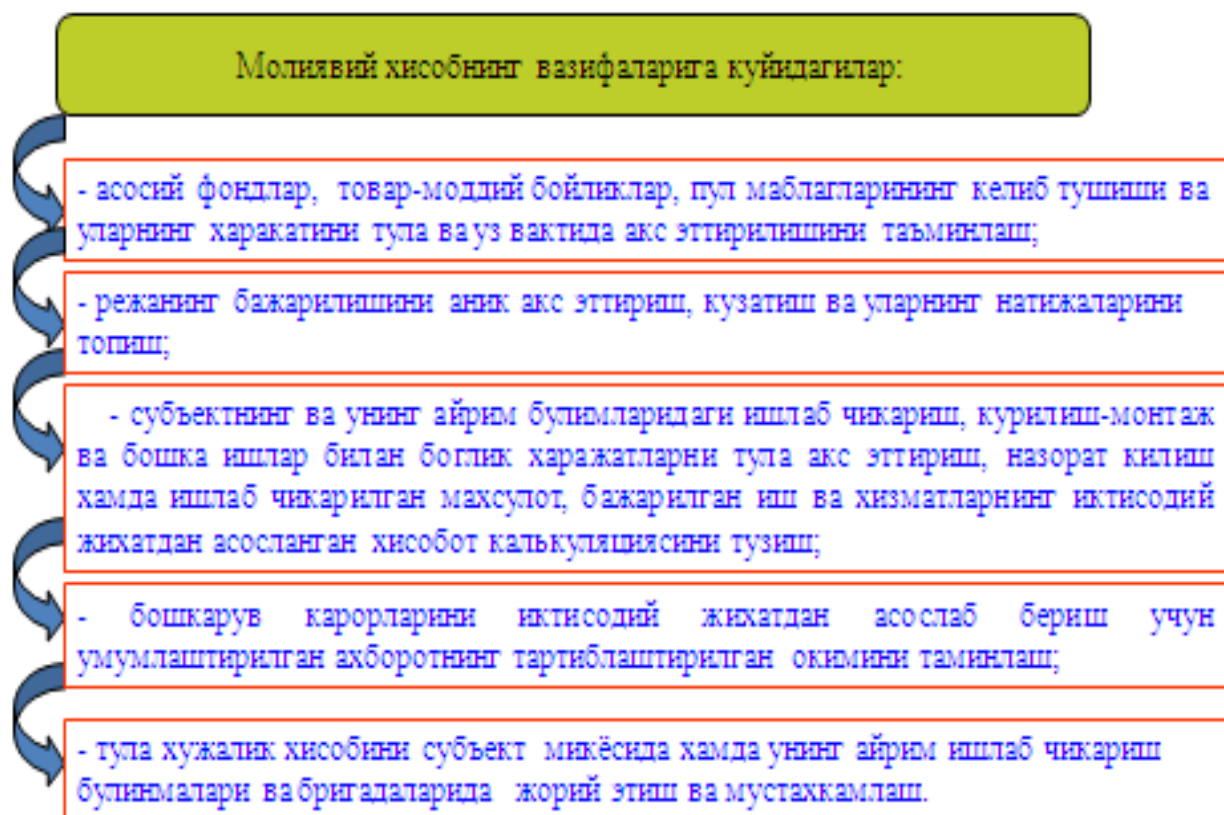 Молиявий хисобнинг вазифаларига куйидагилар:
- асосий фондлар, товар-моддий бойликлар, пул маблагларининг келиб тушиши ва
уларнинг харакатини тула ва уз вактида акс эттирилишини таъминлаш;
- режанинг бажарилишини аник акс эттириш, кузатиш ва уларнинг натижаларини
топиш;
- субъектнинг ва унинг айрим булимларидаги ишлаб чикариш, курилиш-монтаж
ва бошка ишлар билан боглик харажатларни тула акс эттириш, назорат килиш
хамда ишлаб чикарилган махсулот, бажарилган иш ва хизматларнинг иктисодий
жихатдан асосланган хисобот калькуляциясини тузиш;
- бошкарув карорларини иктисодий жихатдан асослаб бериш учун
умумлаштирилган ахборотнинг тартиблаштирилган окимини таминлаш;
- тула хужалик хисобини субъект микёсида хамда унинг айрим ишлаб чикариш
булинмалари ва бригадаларида жорий этиш ва мустахкамлаш.